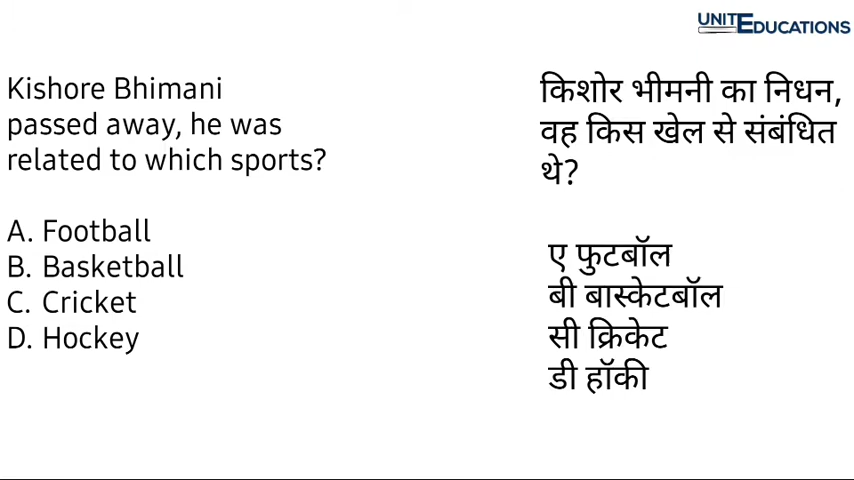 UNITEDUCATIONS
Kishore Bhimani
passed away, he was
related to which sports?
A. Football
B. Basketball
C. Cricket
D. Hockey
किशोर भीमनी का निधन,
वह किस खेल से संबंधित
थे?
ए फुटबॉल
बी बास्केटबॉल
सी क्रिकेट
डी हॉकी